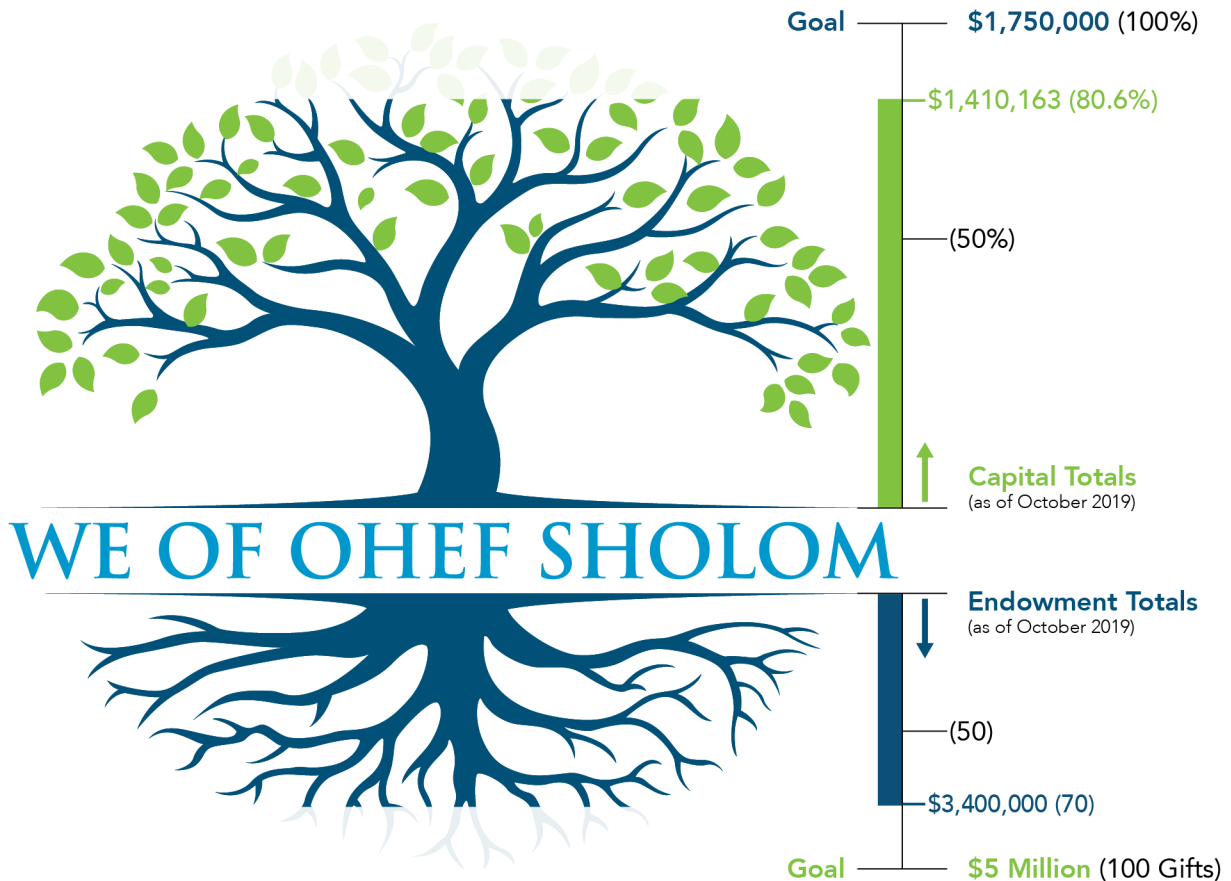 Goal $1,750,000 (100%)
$1,410,163 (80.6%)
(50%)
Capital Totals
(as of October 2019)
WE OF OHEF SHOLOM
Endowment Totals
(as of October 2019)
(50)
$3,400,000 (70)
Goal $5 Million (100 Gifts)